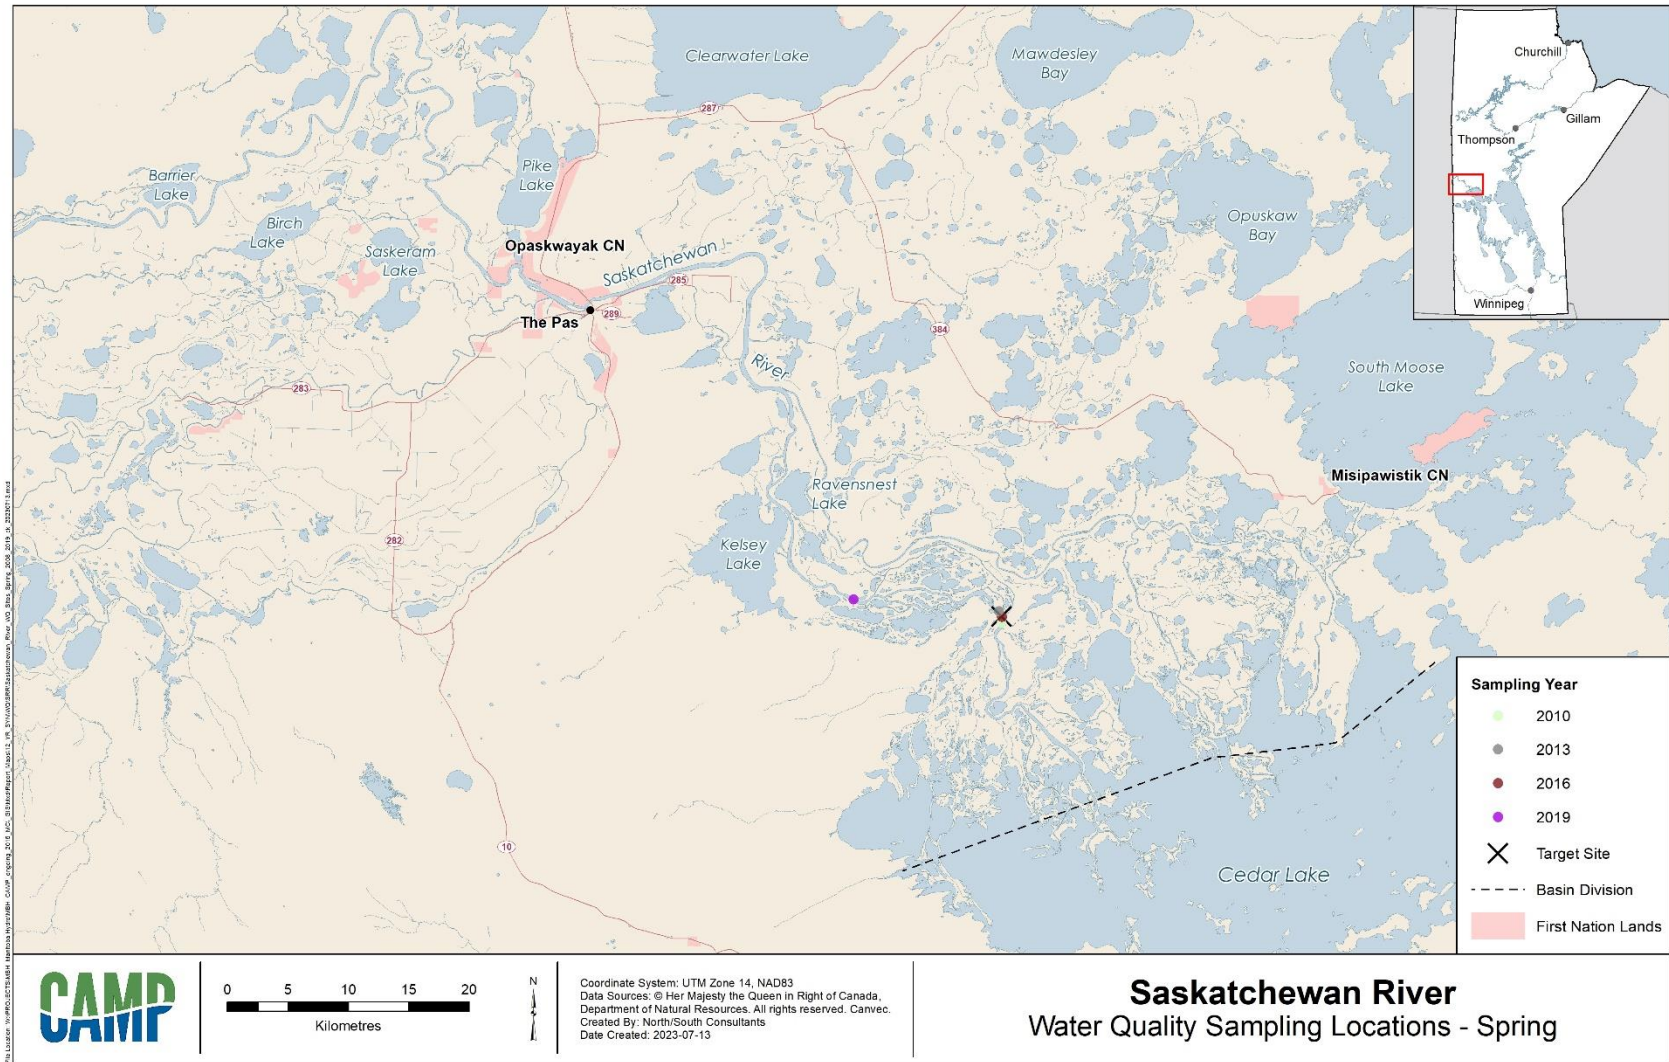 Clearwater Lake
Mawdesley
Bay
287
Pike
Lake
Barrier
Lake
Birch
Lake
Saskeram
Lake
Opaskwayak CN
Saskatchewan
285
The Pas
289
River
Opuskaw
Bay
384
283
South Moose
Lake
Misipawistik CN
Ravensnest
Lake
Kelsey
Lake
282
10
Cedar Lake
Churchill
Gillam
Thompson
Winnipeg
Sampling Year
2010
2013
2016
2019
Target Site
Basin Division
First Nation Lands
CAMP
0 5 10 15 20
Kilometres
N
Coordinate System: UTM Zone 14, NAD83
Data Sources: © Her Majesty the Queen in Right of Canada,
Department of Natural Resources. All rights reserved. Canvec.
Created By: North/South Consultants
Date Created: 2023-07-13
Saskatchewan River
Water Quality Sampling Locations - Spring